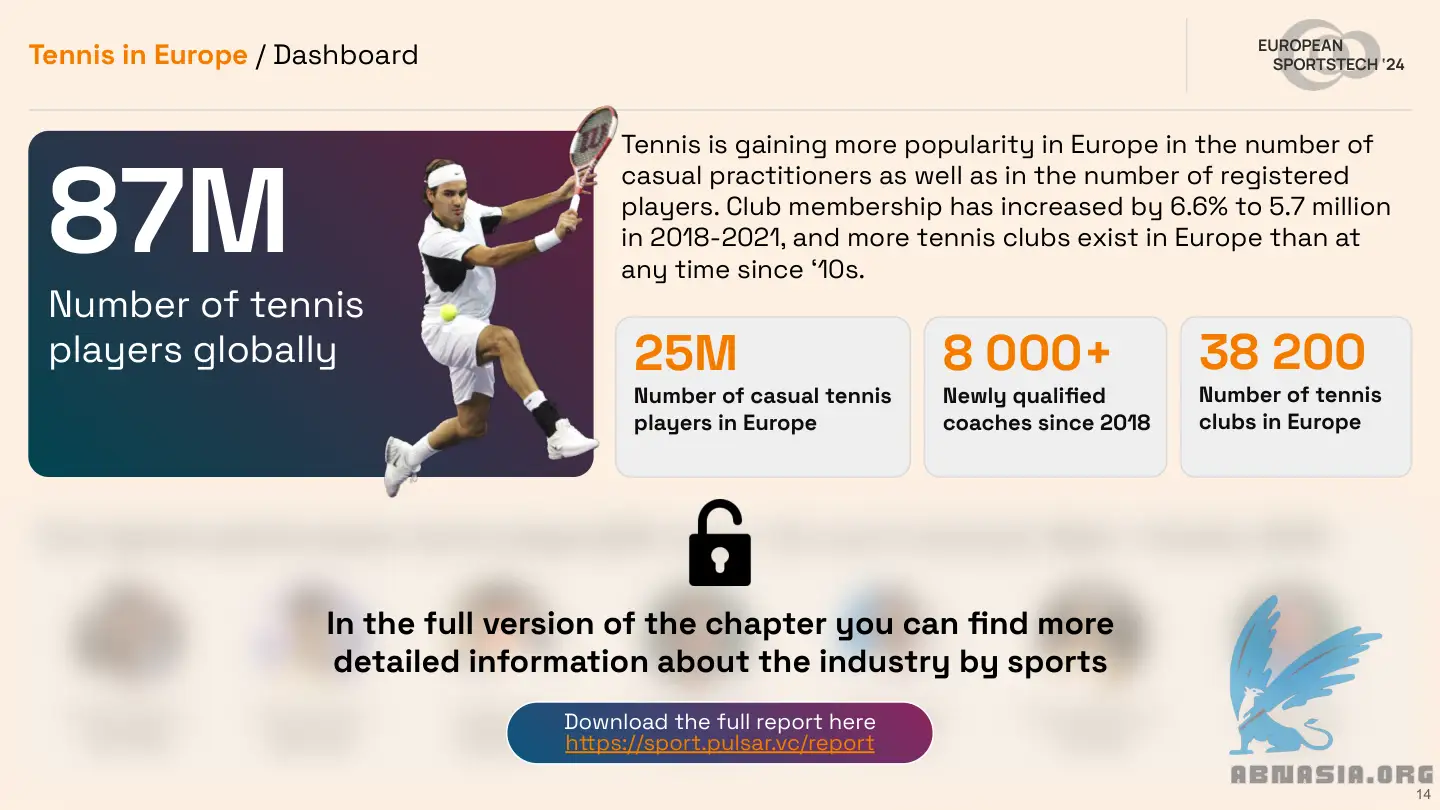 Tennis in Europe / Dashboard
EUROPEAN
SPORTSTECH '24
87M
Number of tennis
players globally
Tennis is gaining more popularity in Europe in the number of
casual practitioners as well as in the number of registered
players. Club membership has increased by 6.6% to 5.7 million
in 2018-2021, and more tennis clubs exist in Europe than at
any time since ‘10s.
25M
Number of casual tennis
players in Europe
8 000+
Newly qualified
coaches since 2018
38 200
Number of tennis
clubs in Europe
In the full version of the chapter you can find more
detailed information about the industry by sports
Download the full report here
https://sport.pulsar.vc/report
ABNASIA.ORG
14